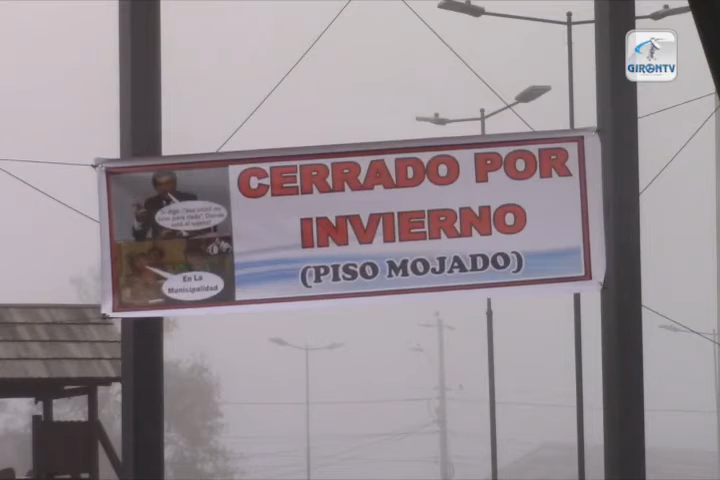 GIRONTV
CERRADO POR
INVIERNO
(PISO MOJADO)
En La
Municipalidad